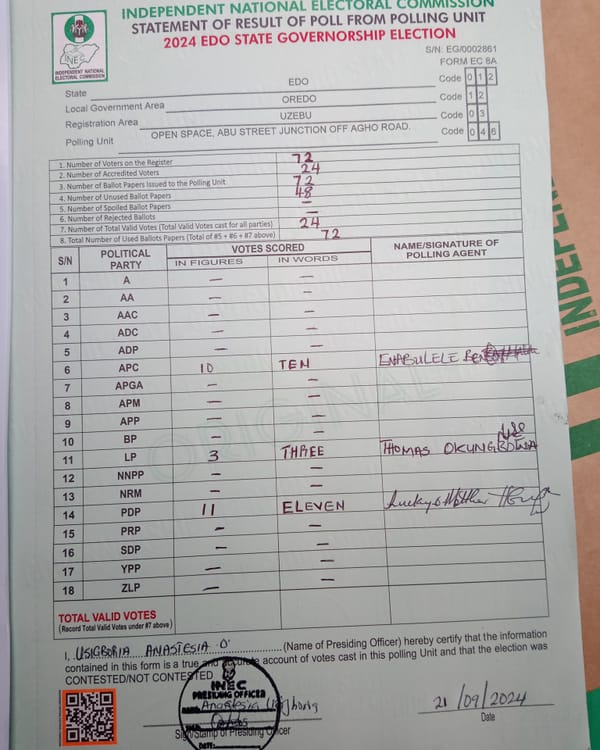 INDEPENDENT NATIONAL ELECTORAL COMMISSION
STATEMENT OF RESULT OF POLL FROM POLLING UNIT
2024 EDO STATE GOVERNORSHIP ELECTION
S/N: EG/0002861
FORM EC 8A
INEC
INDEPENDENT NATIONAL
ELECTORAL COMMISSION
State EDO Code 0 1 2
Local Government Area OREDO Code 1 2
Registration Area UZEBU Code 0 3
Polling Unit OPEN SPACE, ABU STREET JUNCTION OFF AGHO ROAD. Code 0 4 6
1. Number of Voters on the Register 72
2. Number of Accredited Voters 24
3. Number of Ballot Papers Issued to the Polling Unit 72
4. Number of Unused Ballot Papers 48
5. Number of Spoiled Ballot Papers —
6. Number of Rejected Ballots —
7. Number of Total Valid Votes (Total Valid Votes cast for all parties) 24
8. Total Number of Used Ballots Papers (Total of #5 + #6 + #7 above) 72
S/N POLITICAL PARTY VOTES SCORED NAME/SIGNATURE OF POLLING AGENT
IN FIGURES IN WORDS
1 A — —
2 AA — —
3 AAC — —
4 ADC — —
5 ADP — —
6 APC 10 TEN ENABULELE
7 APGA — —
8 APM — —
9 APP — —
10 BP — —
11 LP 3 THREE THOMAS OKUNGBOWA
12 NNPP — —
13 NRM — —
14 PDP 11 ELEVEN Lucky
15 PRP — —
16 SDP — —
17 YPP — —
18 ZLP — —
ORIGINAL
TOTAL VALID VOTES
(Record Total Valid Votes under #7 above)
I, USIGBORIA ANASTESIA O (Name of Presiding Officer) hereby certify that the information
contained in this form is a true and accurate account of votes cast in this polling Unit and that the election was
CONTESTED/NOT CONTESTED
INEC
PRESIDING OFFICER
NAME: Anastesia
Sign/Stamp of Presiding Officer
DATE:
21/09/2024
Date
INDEPEN